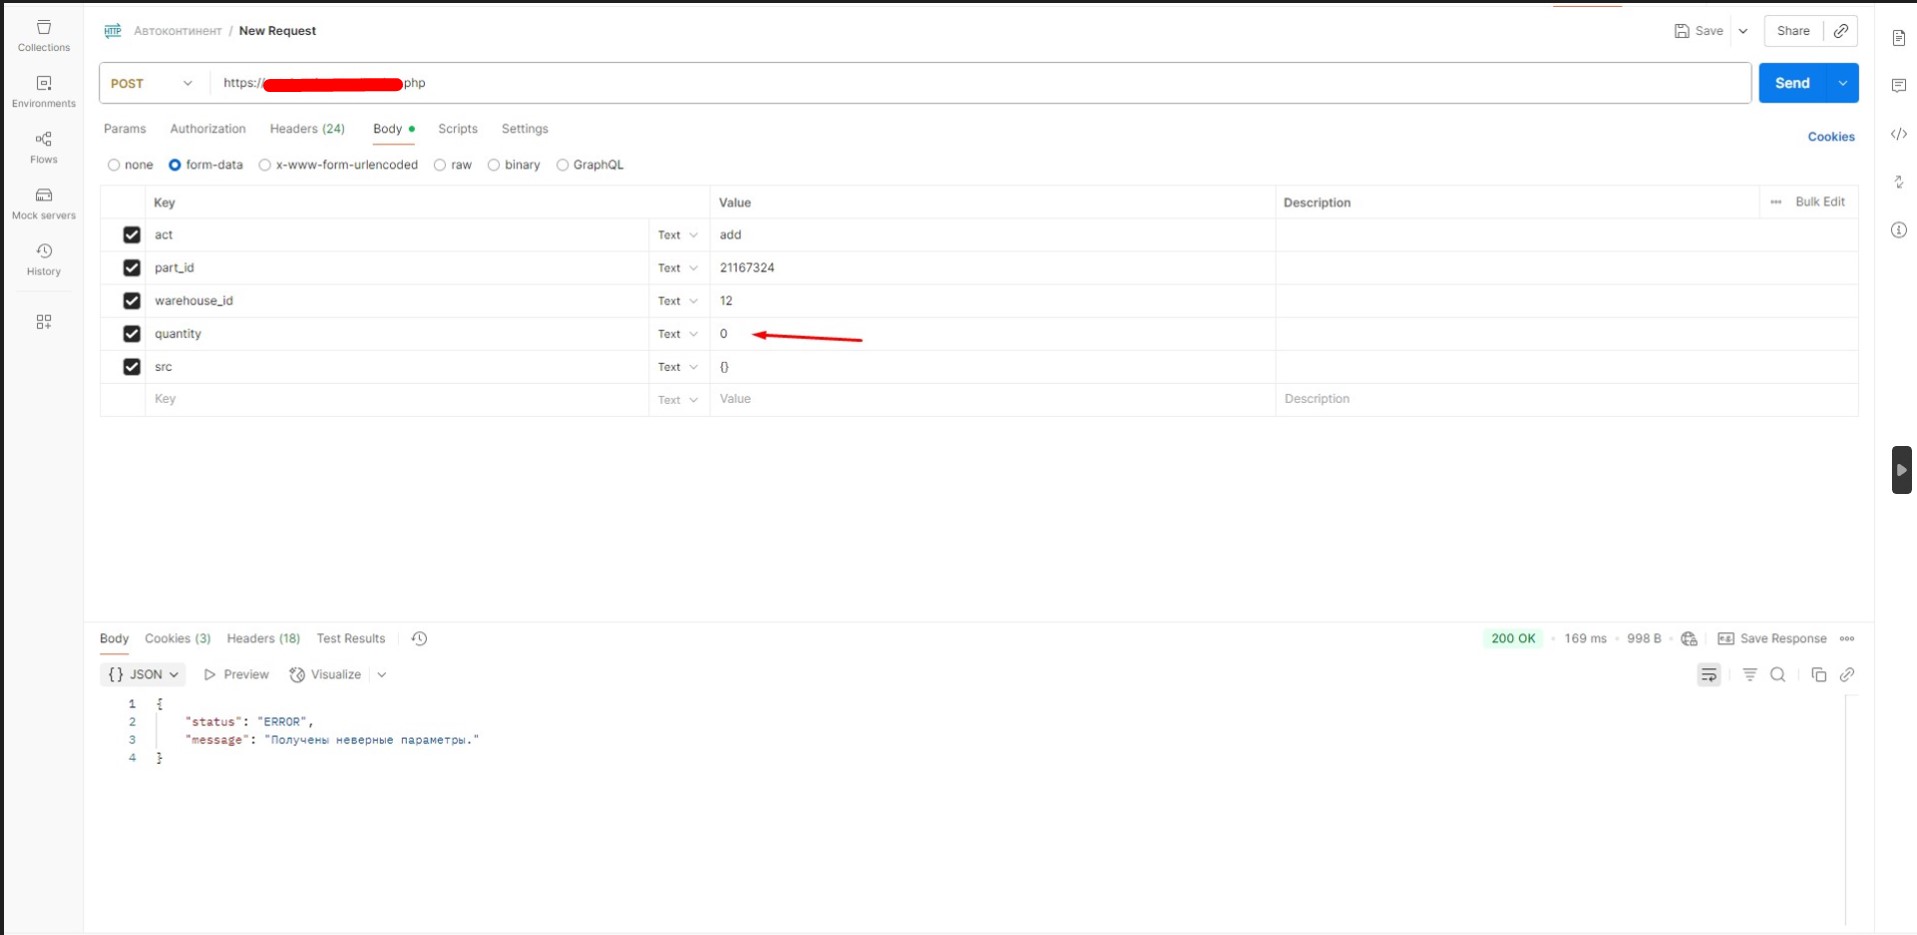 Collections
Environments
Flows
Mock servers
History
HTTP Автоконтинент / New Request
Save
Share
POST
https:// php
Send
Params Authorization Headers (24) Body Scripts Settings
Cookies
none form-data x-www-form-urlencoded raw binary GraphQL
Key Value Description ••• Bulk Edit
act Text add
part_id Text 21167324
warehouse_id Text 12
quantity Text 0
src Text {}
Key Text Value Description
Body Cookies (3) Headers (18) Test Results
200 OK • 169 ms • 998 B • Save Response
{} JSON Preview Visualize
1 {
2 "status": "ERROR",
3 "message": "Получены неверные параметры."
4 }